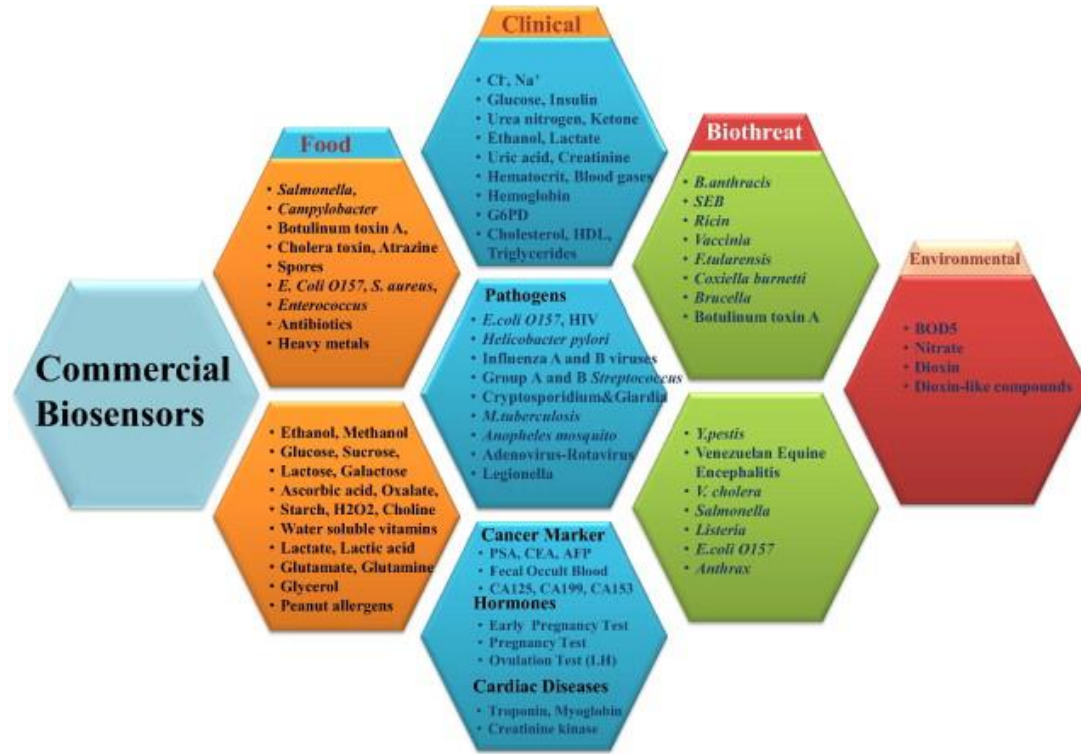 Commercial
Biosensors
Food
• Salmonella,
• Campylobacter
• Botulinum toxin A,
• Cholera toxin, Atrazine
• Spores
• E. Coli O157, S. aureus,
• Enterococcus
• Antibiotics
• Heavy metals
• Ethanol, Methanol
• Glucose, Sucrose,
• Lactose, Galactose
• Ascorbic acid, Oxalate,
• Starch, H2O2, Choline
• Water soluble vitamins
• Lactate, Lactic acid
• Glutamate, Glutamine
• Glycerol
• Peanut allergens
Clinical
• Cl-, Na+
• Glucose, Insulin
• Urea nitrogen, Ketone
• Ethanol, Lactate
• Uric acid, Creatinine
• Hematocrit, Blood gases
• Hemoglobin
• G6PD
• Cholesterol, HDL,
Triglycerides
Pathogens
• E.coli O157, HIV
• Helicobacter pylori
• Influenza A and B viruses
• Group A and B Streptococcus
• Cryptosporidium&Giardia
• M.tuberculosis
• Anopheles mosquito
• Adenovirus-Rotavirus
• Legionella
Cancer Marker
• PSA, CEA, AFP
• Fecal Occult Blood
• CA125, CA199, CA153
Hormones
• Early Pregnancy Test
• Pregnancy Test
• Ovulation Test (LH)
Cardiac Diseases
• Troponin, Myoglobin
• Creatinine kinase
Biothreat
• B.anthracis
• SEB
• Ricin
• Vaccinia
• F.tularensis
• Coxiella burnetti
• Brucella
• Botulinum toxin A
• Y.pestis
• Venezuelan Equine
Encephalitis
• V. cholera
• Salmonella
• Listeria
• E.coli O157
• Anthrax
Environmental
• BOD5
• Nitrate
• Dioxin
• Dioxin-like compounds